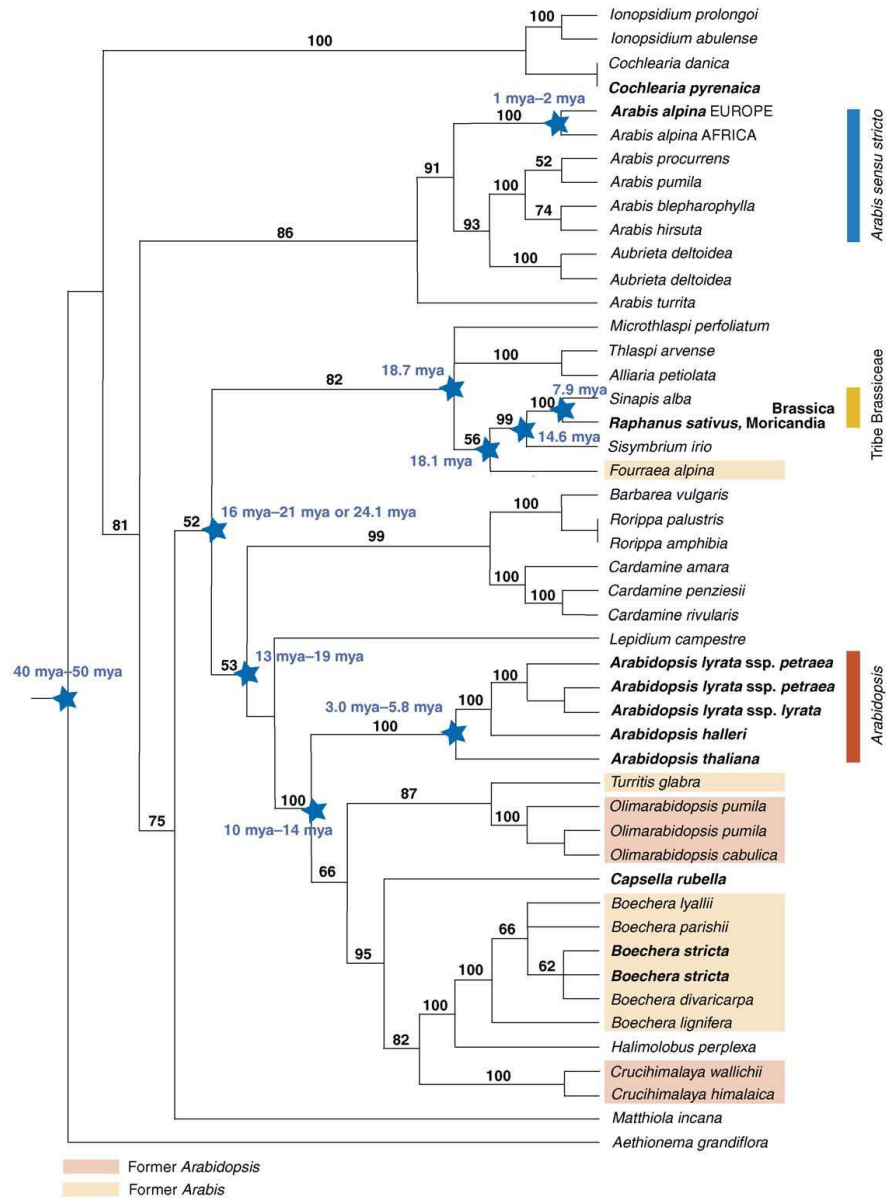 Ionopsidium prolongoi
100
Ionopsidium abulense
100
Cochlearia danica
Cochlearia pyrenaica
1 mya–2 mya
Arabis alpina EUROPE
100
Arabis alpina AFRICA
Arabis procurrens
52
91
Arabis pumila
100
Arabis blepharophylla
74
93
Arabis hirsuta
86
Aubrieta deltoidea
100
Aubrieta deltoidea
Arabis turrita
Arabis sensu stricto
Microthlaspi perfoliatum
Thlaspi arvense
100
18.7 mya
Alliaria petiolata
82
7.9 mya
Sinapis alba
100
Brassica
Raphanus sativus, Moricandia
99
14.6 mya
56
Sisymbrium irio
18.1 mya
Fourraea alpina
Tribe Brassiceae
Barbarea vulgaris
100
16 mya–21 mya or 24.1 mya
Rorippa palustris
81
52
99
Rorippa amphibia
Cardamine amara
100
Cardamine penziesii
100
Cardamine rivularis
Lepidium campestre
13 mya–19 mya
53
40 mya–50 mya
Arabidopsis lyrata ssp. petraea
100
Arabidopsis lyrata ssp. petraea
3.0 mya–5.8 mya
100
Arabidopsis lyrata ssp. lyrata
100
Arabidopsis halleri
Arabidopsis thaliana
Arabidopsis
Turritis glabra
87
100
Olimarabidopsis pumila
100
75
10 mya–14 mya
Olimarabidopsis pumila
Olimarabidopsis cabulica
66
Capsella rubella
Boechera lyallii
66
Boechera parishii
95
Boechera stricta
62
100
Boechera stricta
Boechera divaricarpa
100
Boechera lignifera
82
Halimolobus perplexa
100
Crucihimalaya wallichii
Crucihimalaya himalaica
Matthiola incana
Aethionema grandiflora
Former Arabidopsis
Former Arabis